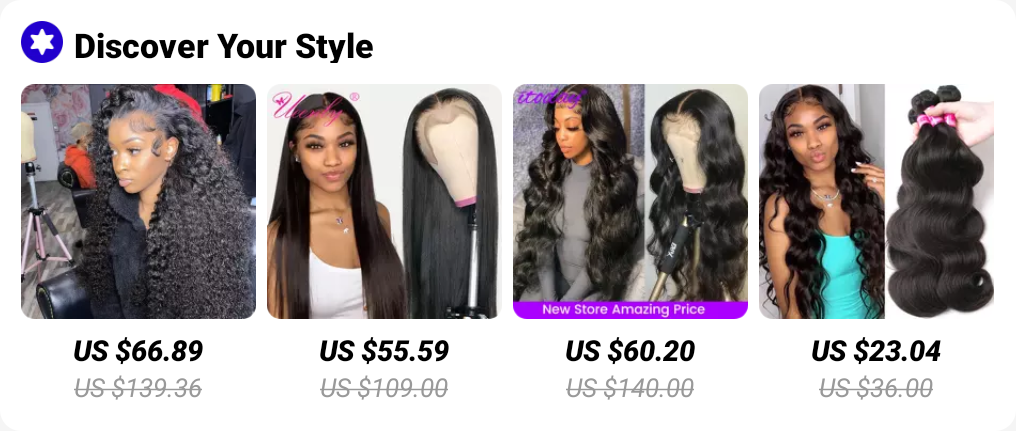 Discover Your Style
itoday
New Store Amazing Price
US $66.89
US $139.36
US $55.59
US $109.00
US $60.20
US $140.00
US $23.04
US $36.00